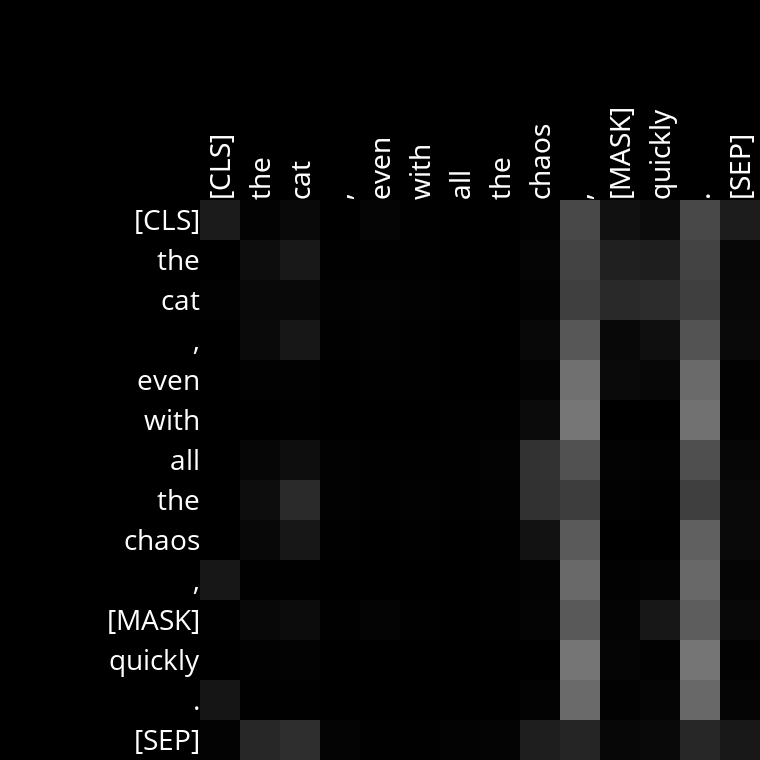 [CLS] the cat , even with all the chaos , [MASK] quickly . [SEP]
[CLS]
the
cat
,
even
with
all
the
chaos
,
[MASK]
quickly
.
[SEP]